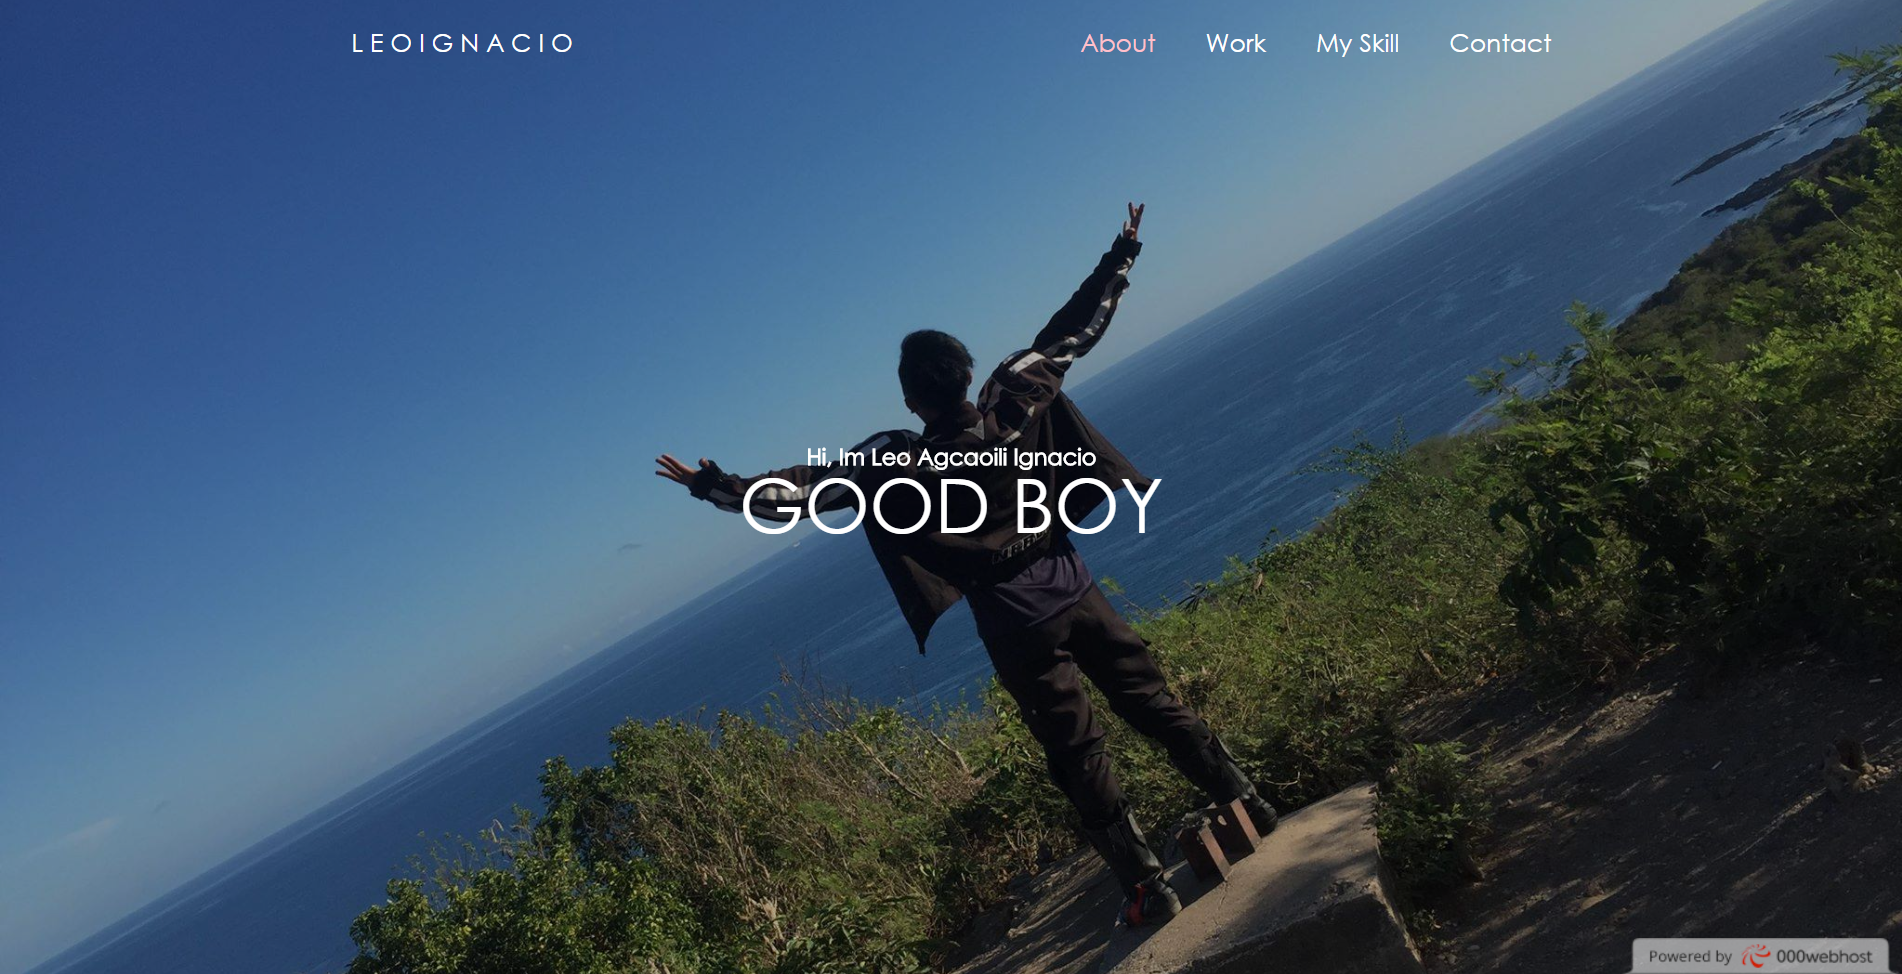 LEOIGNACIO
About Work My Skill Contact
Hi, Im Leo Agcaoili Ignacio
GOOD BOY
Powered by 000webhost